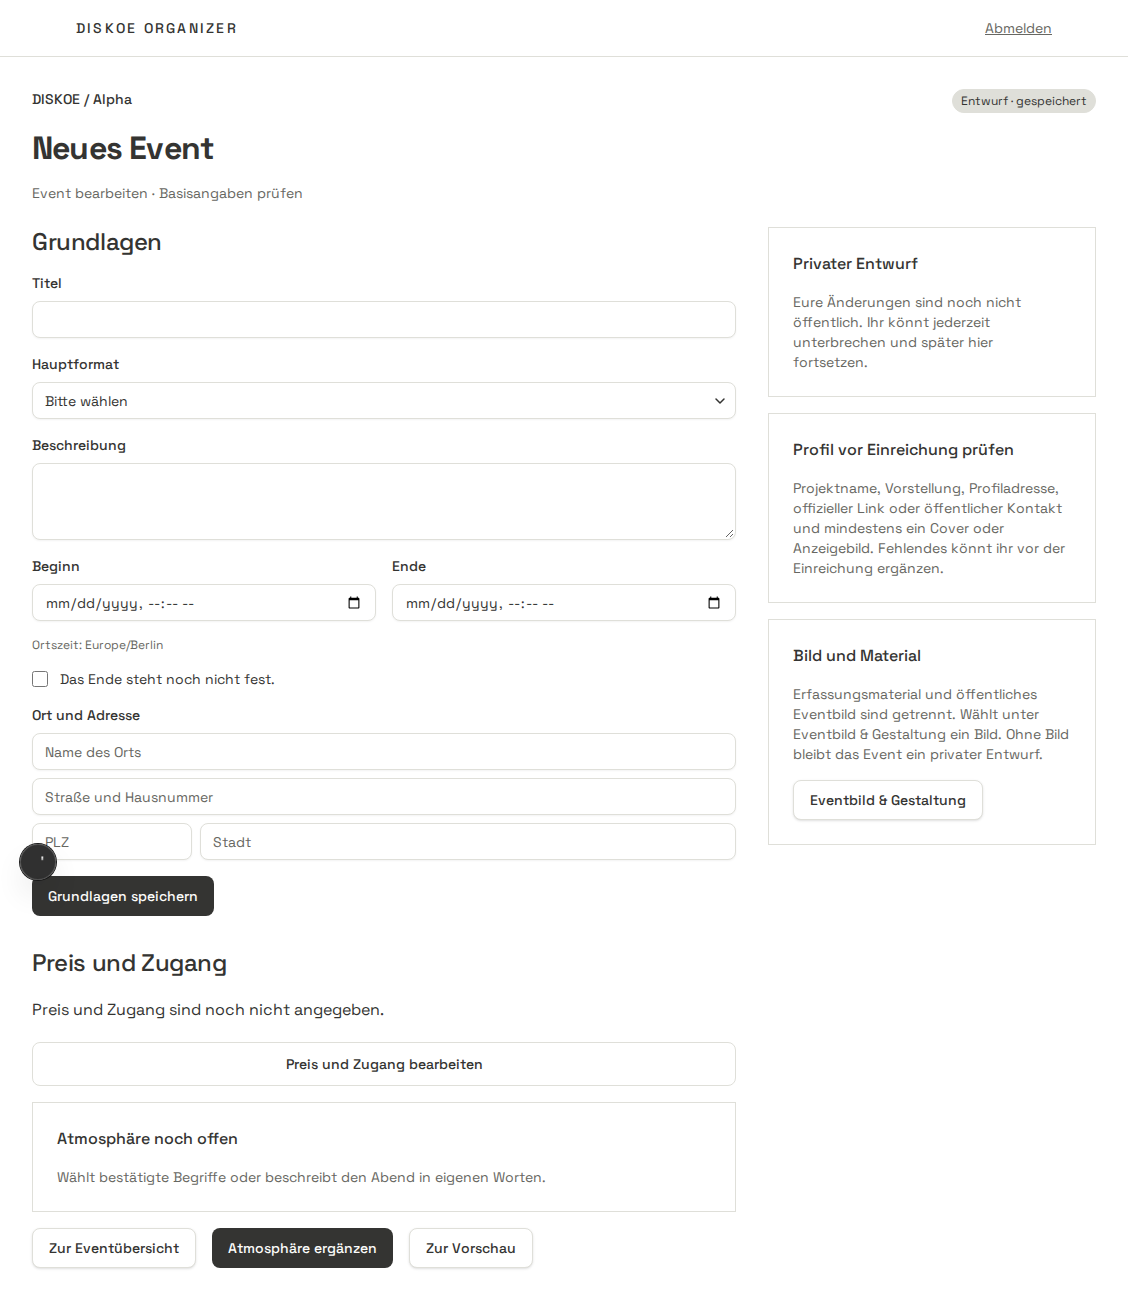 DISKOE ORGANIZER
Abmelden
DISKOE / Alpha
Entwurf · gespeichert
Neues Event
Event bearbeiten · Basisangaben prüfen
Grundlagen
Titel
Hauptformat
Bitte wählen
Beschreibung
Beginn
Ende
mm/dd/yyyy, --:-- --
mm/dd/yyyy, --:-- --
Ortszeit: Europe/Berlin
Das Ende steht noch nicht fest.
Ort und Adresse
Name des Orts
Straße und Hausnummer
PLZ
Stadt
Grundlagen speichern
Preis und Zugang
Preis und Zugang sind noch nicht angegeben.
Preis und Zugang bearbeiten
Atmosphäre noch offen
Wählt bestätigte Begriffe oder beschreibt den Abend in eigenen Worten.
Zur Eventübersicht
Atmosphäre ergänzen
Zur Vorschau
Privater Entwurf
Eure Änderungen sind noch nicht
öffentlich. Ihr könnt jederzeit
unterbrechen und später hier
fortsetzen.
Profil vor Einreichung prüfen
Projektname, Vorstellung, Profiladresse,
offizieller Link oder öffentlicher Kontakt
und mindestens ein Cover oder
Anzeigebild. Fehlendes könnt ihr vor der
Einreichung ergänzen.
Bild und Material
Erfassungsmaterial und öffentliches
Eventbild sind getrennt. Wählt unter
Eventbild & Gestaltung ein Bild. Ohne Bild
bleibt das Event ein privater Entwurf.
Eventbild & Gestaltung